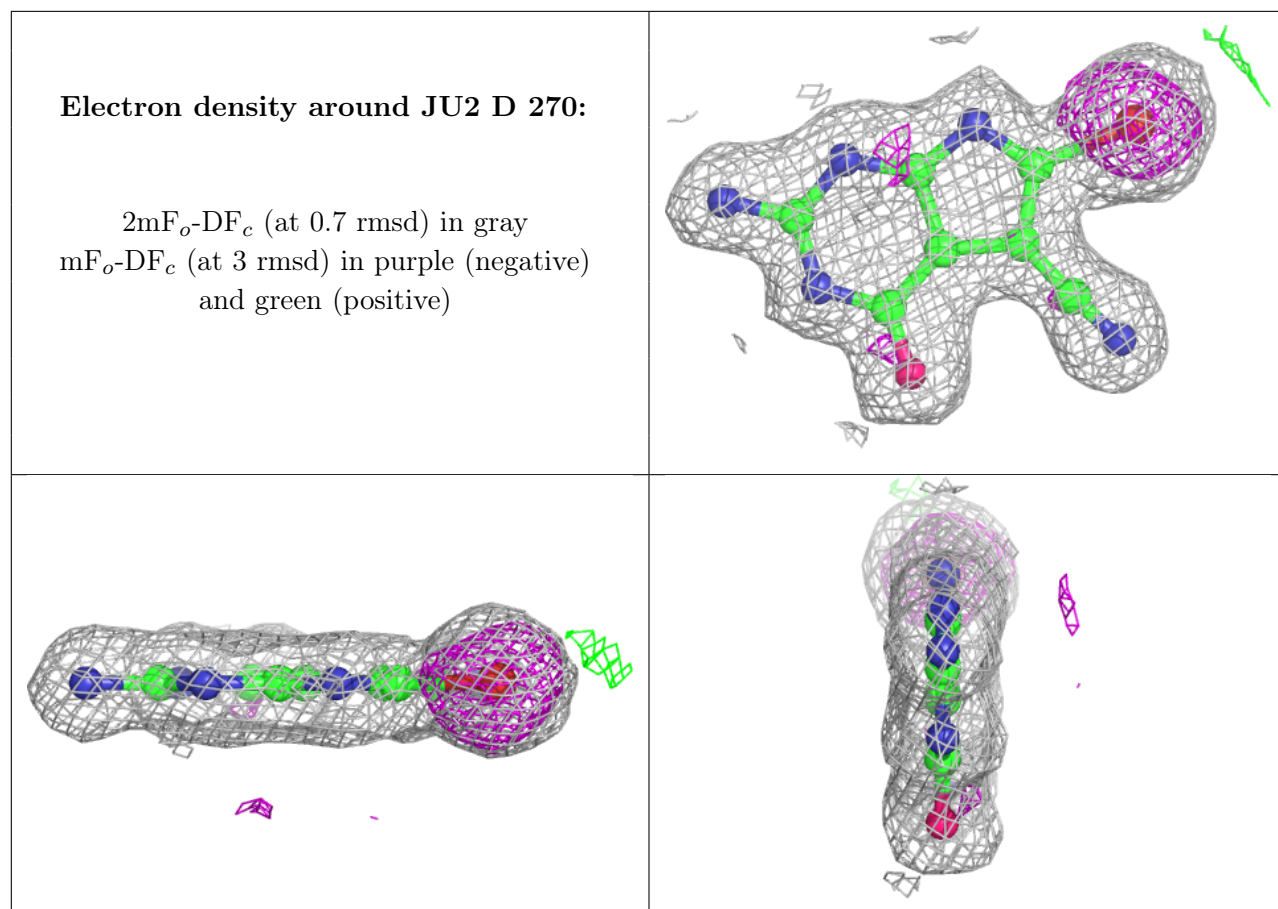 Electron density around JU2 D 270:
2mFₒ-DF𝑐 (at 0.7 rmsd) in gray
mFₒ-DF𝑐 (at 3 rmsd) in purple (negative)
and green (positive)